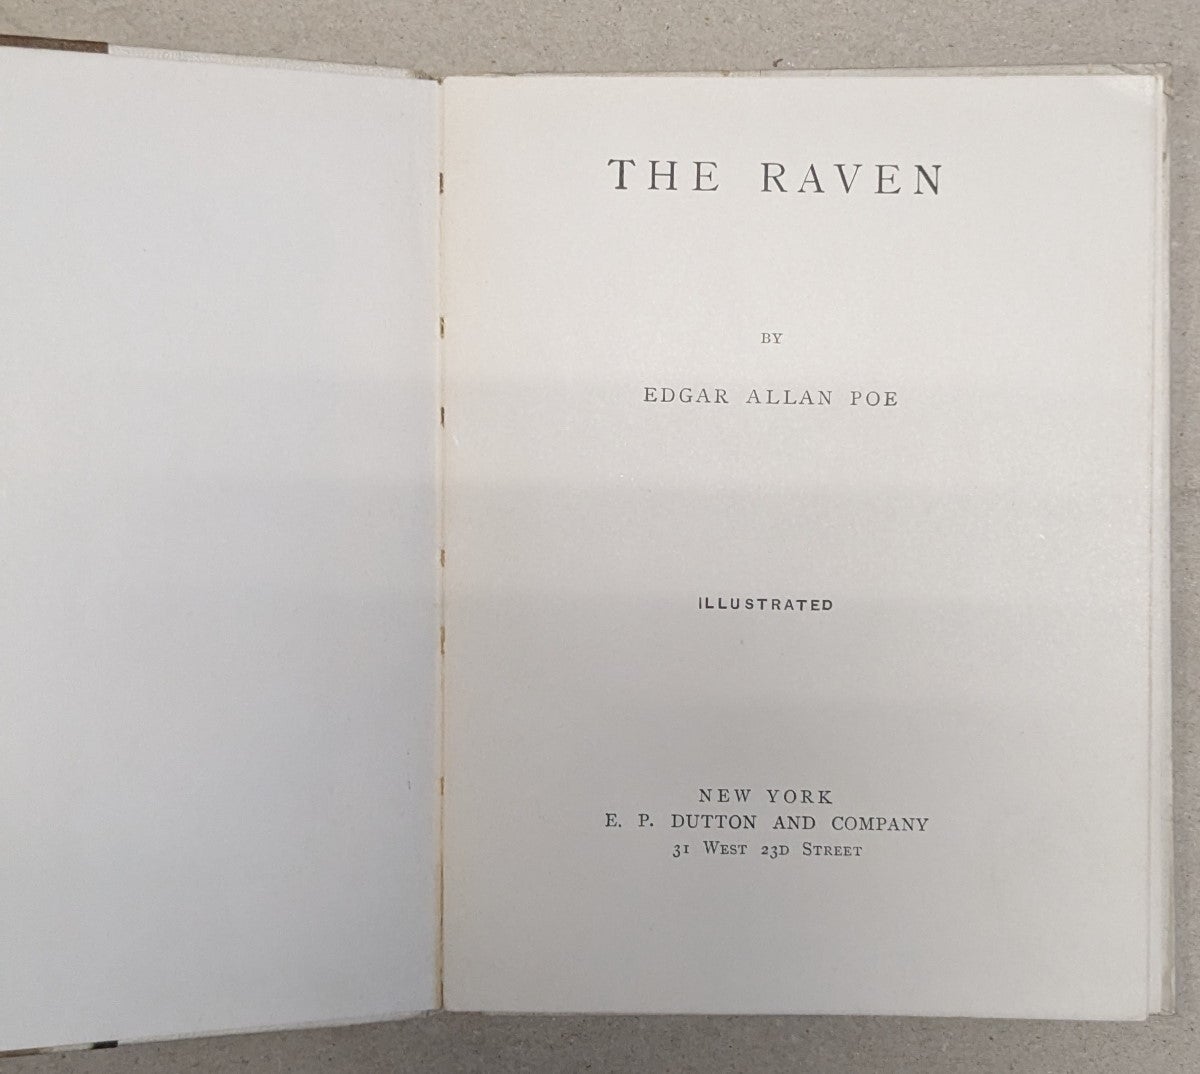 THE RAVEN
BY
EDGAR ALLAN POE
ILLUSTRATED
NEW YORK
E. P. DUTTON AND COMPANY
31 West 23d Street